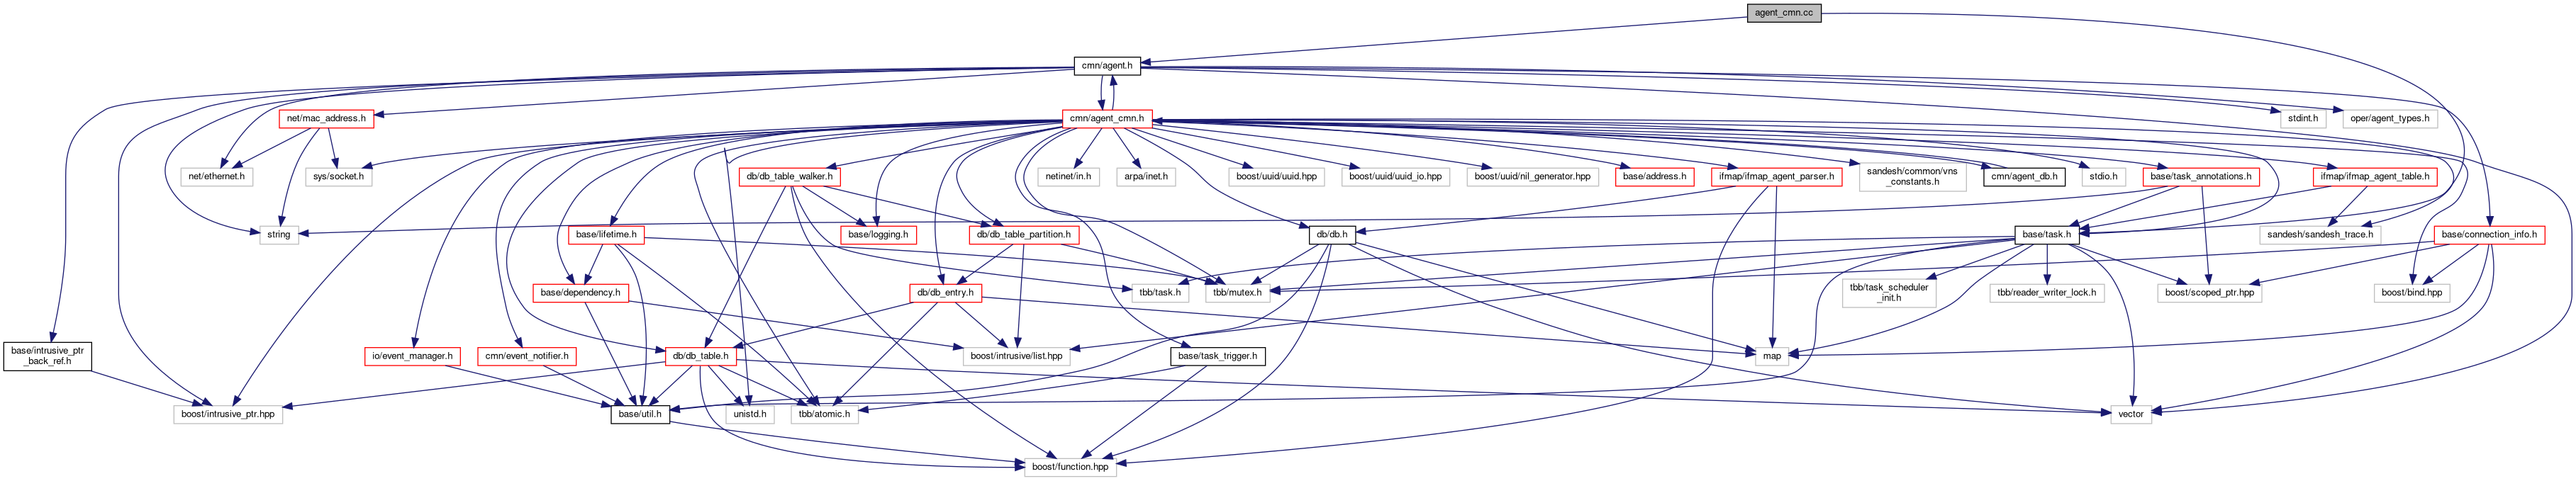 agent_cmn.cc
cmn/agent.h
net/mac_address.h
cmn/agent_cmn.h
stdint.h
oper/agent_types.h
net/ethernet.h
sys/socket.h
db/db_table_walker.h
netinet/in.h
arpa/inet.h
boost/uuid/uuid.hpp
boost/uuid/uuid_io.hpp
boost/uuid/nil_generator.hpp
base/address.h
ifmap/ifmap_agent_parser.h
sandesh/common/vns
_constants.h
cmn/agent_db.h
stdio.h
base/task_annotations.h
ifmap/ifmap_agent_table.h
string
base/lifetime.h
base/logging.h
db/db_table_partition.h
db/db.h
base/task.h
sandesh/sandesh_trace.h
base/connection_info.h
base/dependency.h
db/db_entry.h
tbb/task.h
tbb/mutex.h
tbb/task_scheduler
_init.h
tbb/reader_writer_lock.h
boost/scoped_ptr.hpp
boost/bind.hpp
base/intrusive_ptr
_back_ref.h
io/event_manager.h
cmn/event_notifier.h
db/db_table.h
boost/intrusive/list.hpp
base/task_trigger.h
map
boost/intrusive_ptr.hpp
base/util.h
unistd.h
tbb/atomic.h
vector
boost/function.hpp